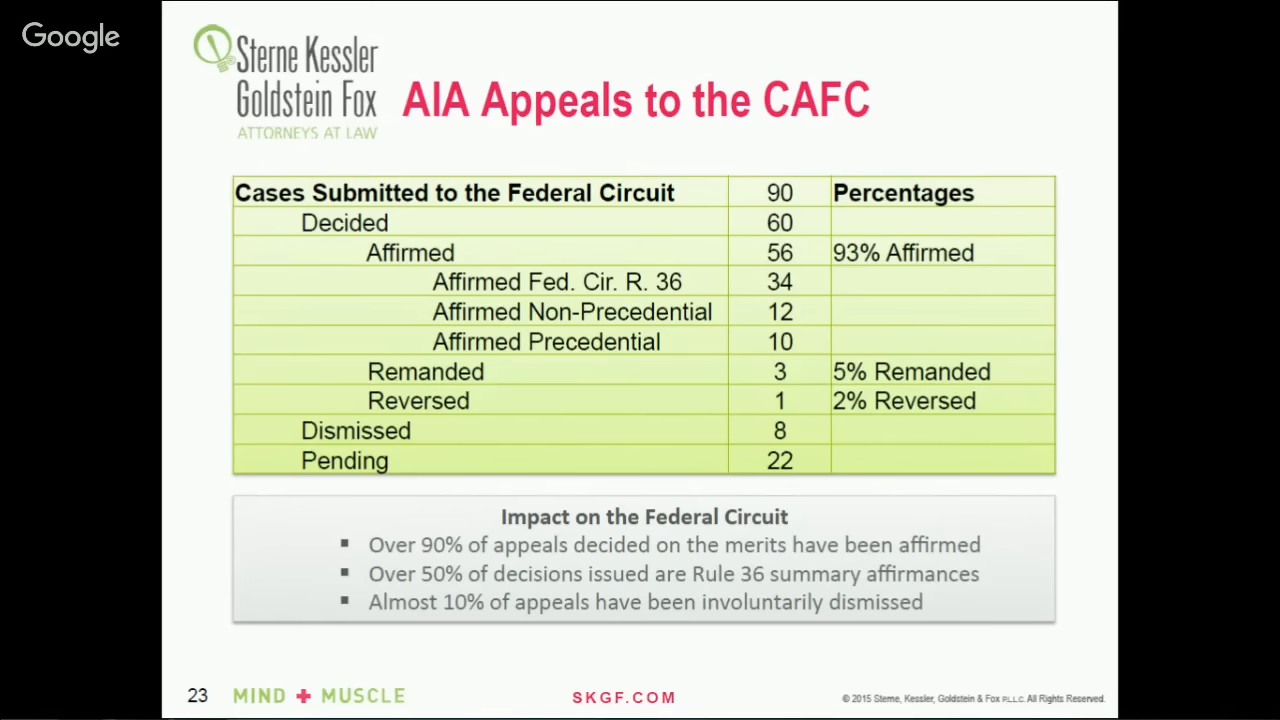 Google
Sterne Kessler
Goldstein Fox
ATTORNEYS AT LAW
AIA Appeals to the CAFC
Cases Submitted to the Federal Circuit 90 Percentages
Decided 60
Affirmed 56 93% Affirmed
Affirmed Fed. Cir. R. 36 34
Affirmed Non-Precedential 12
Affirmed Precedential 10
Remanded 3 5% Remanded
Reversed 1 2% Reversed
Dismissed 8
Pending 22
Impact on the Federal Circuit
▪ Over 90% of appeals decided on the merits have been affirmed
▪ Over 50% of decisions issued are Rule 36 summary affirmances
▪ Almost 10% of appeals have been involuntarily dismissed
23 MIND + MUSCLE SKGF.COM © 2015 Sterne, Kessler, Goldstein & Fox P.L.L.C. All Rights Reserved.